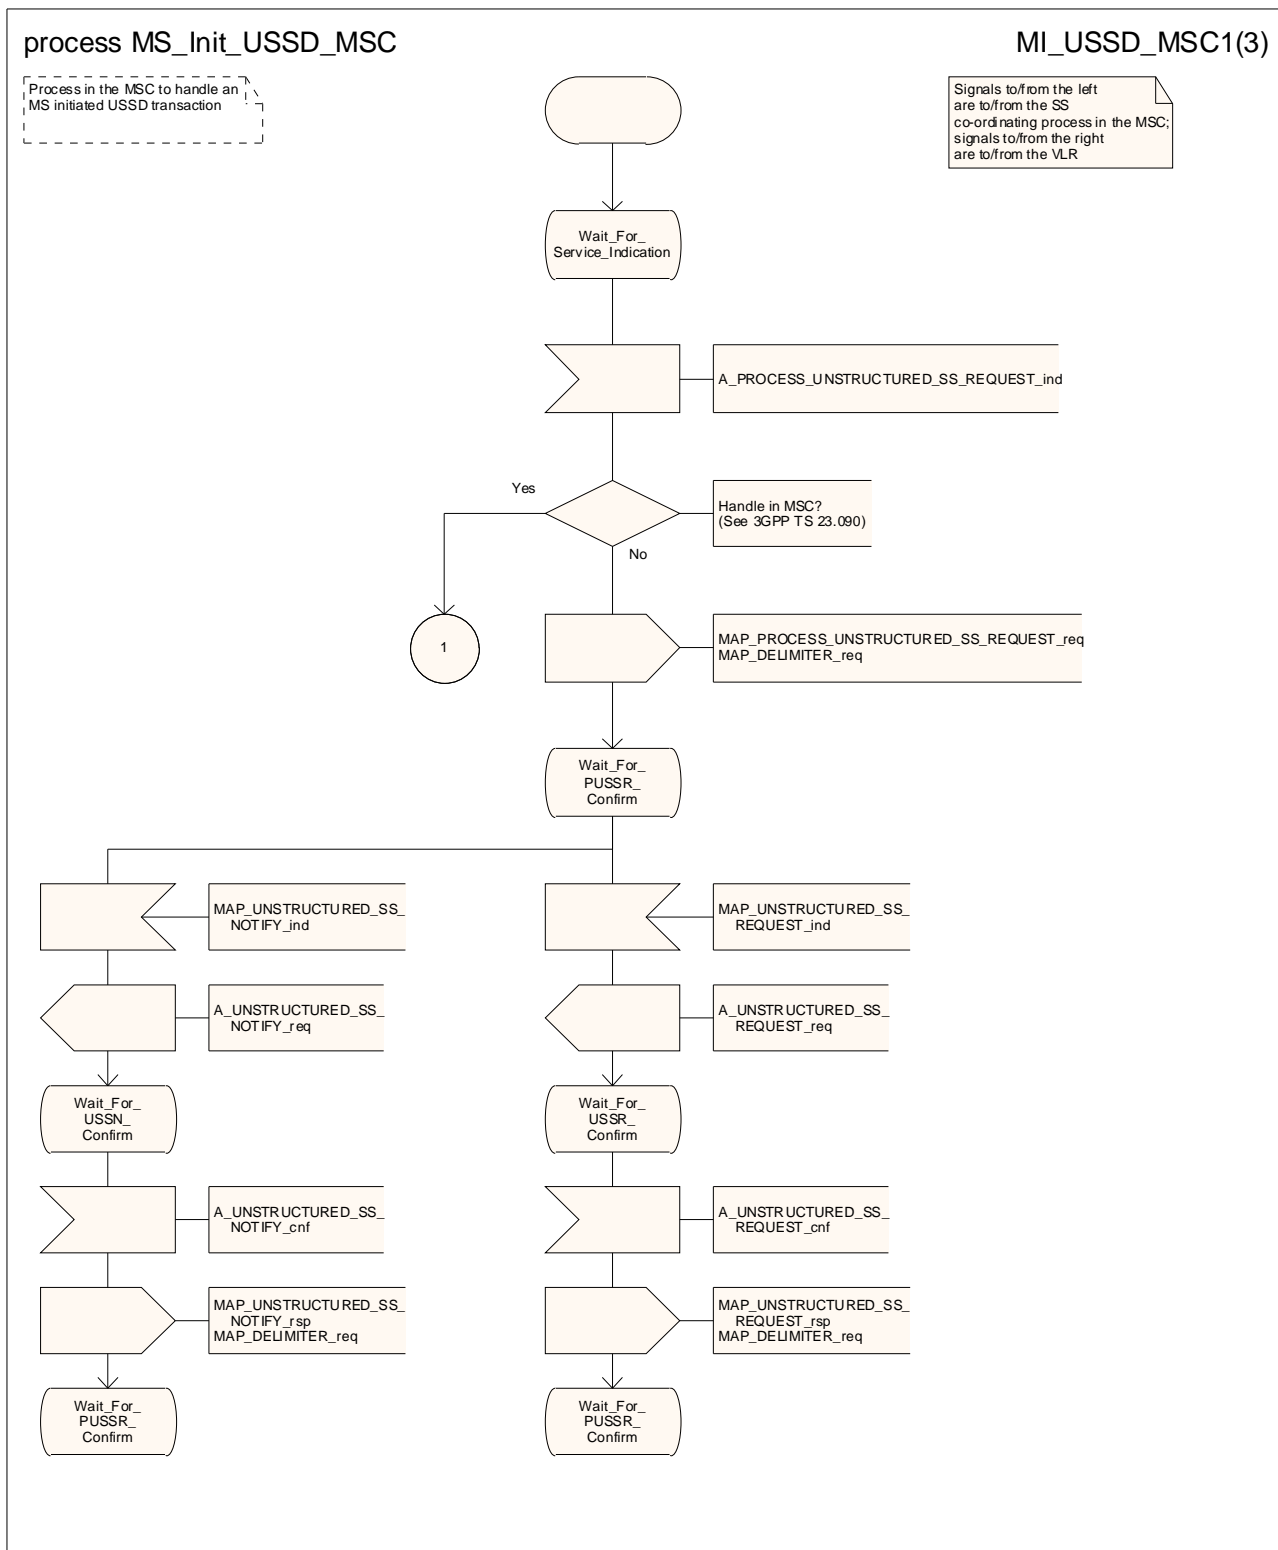 process MS_Init_USSD_MSC
MI_USSD_MSC1(3)
Process in the MSC to handle an
MS initiated USSD transaction
Signals to/from the left
are to/from the SS
co-ordinating process in the MSC;
signals to/from the right
are to/from the VLR
Wait_For_
Service_Indication
A_PROCESS_UNSTRUCTURED_SS_REQUEST_ind
Yes
Handle in MSC?
(See 3GPP TS 23.090)
No
1
MAP_PROCESS_UNSTRUCTURED_SS_REQUEST_req
MAP_DELIMITER_req
Wait_For_
PUSSR_
Confirm
MAP_UNSTRUCTURED_SS_
NOTIFY_ind
MAP_UNSTRUCTURED_SS_
REQUEST_ind
A_UNSTRUCTURED_SS_
NOTIFY_req
A_UNSTRUCTURED_SS_
REQUEST_req
Wait_For_
USSN_
Confirm
Wait_For_
USSR_
Confirm
A_UNSTRUCTURED_SS_
NOTIFY_cnf
A_UNSTRUCTURED_SS_
REQUEST_cnf
MAP_UNSTRUCTURED_SS_
NOTIFY_rsp
MAP_DELIMITER_req
MAP_UNSTRUCTURED_SS_
REQUEST_rsp
MAP_DELIMITER_req
Wait_For_
PUSSR_
Confirm
Wait_For_
PUSSR_
Confirm